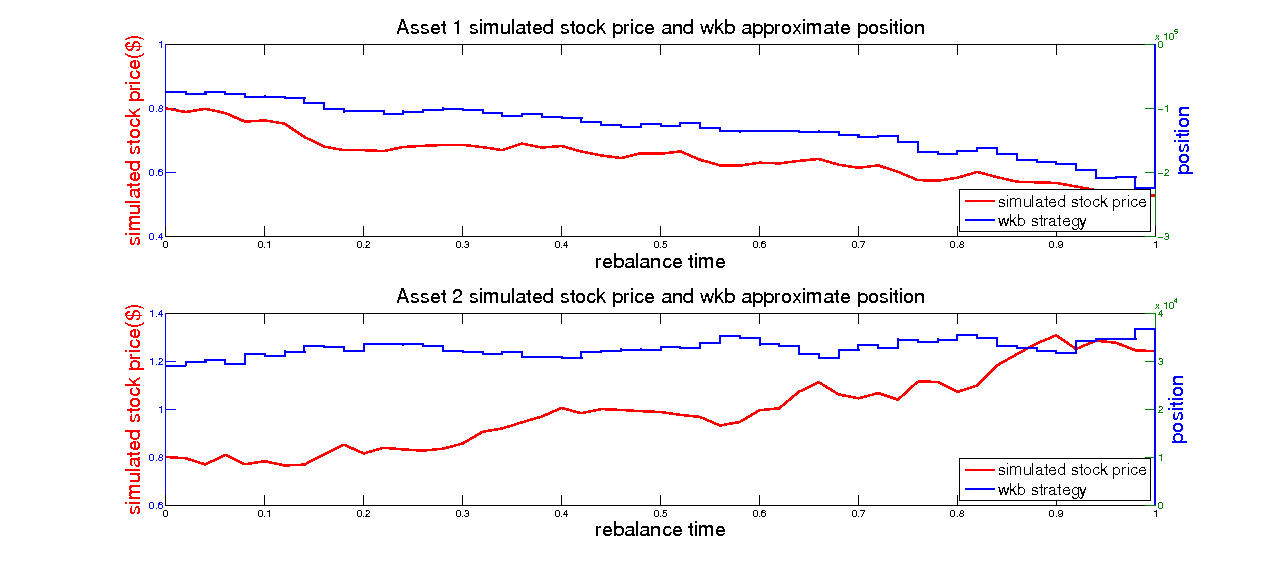 Asset 1 simulated stock price and wkb approximate position
x 10
simulated stock price($)
1
0.8
0.6
0.4
0
-1
-2
-3
position
simulated stock price
wkb strategy
0 0.1 0.2 0.3 0.4 0.5 0.6 0.7 0.8 0.9 1
rebalance time
Asset 2 simulated stock price and wkb approximate position
x 10^4
simulated stock price($)
1.4
1.2
1
0.8
0.6
4
3
2
1
0
position
simulated stock price
wkb strategy
0 0.1 0.2 0.3 0.4 0.5 0.6 0.7 0.8 0.9 1
rebalance time